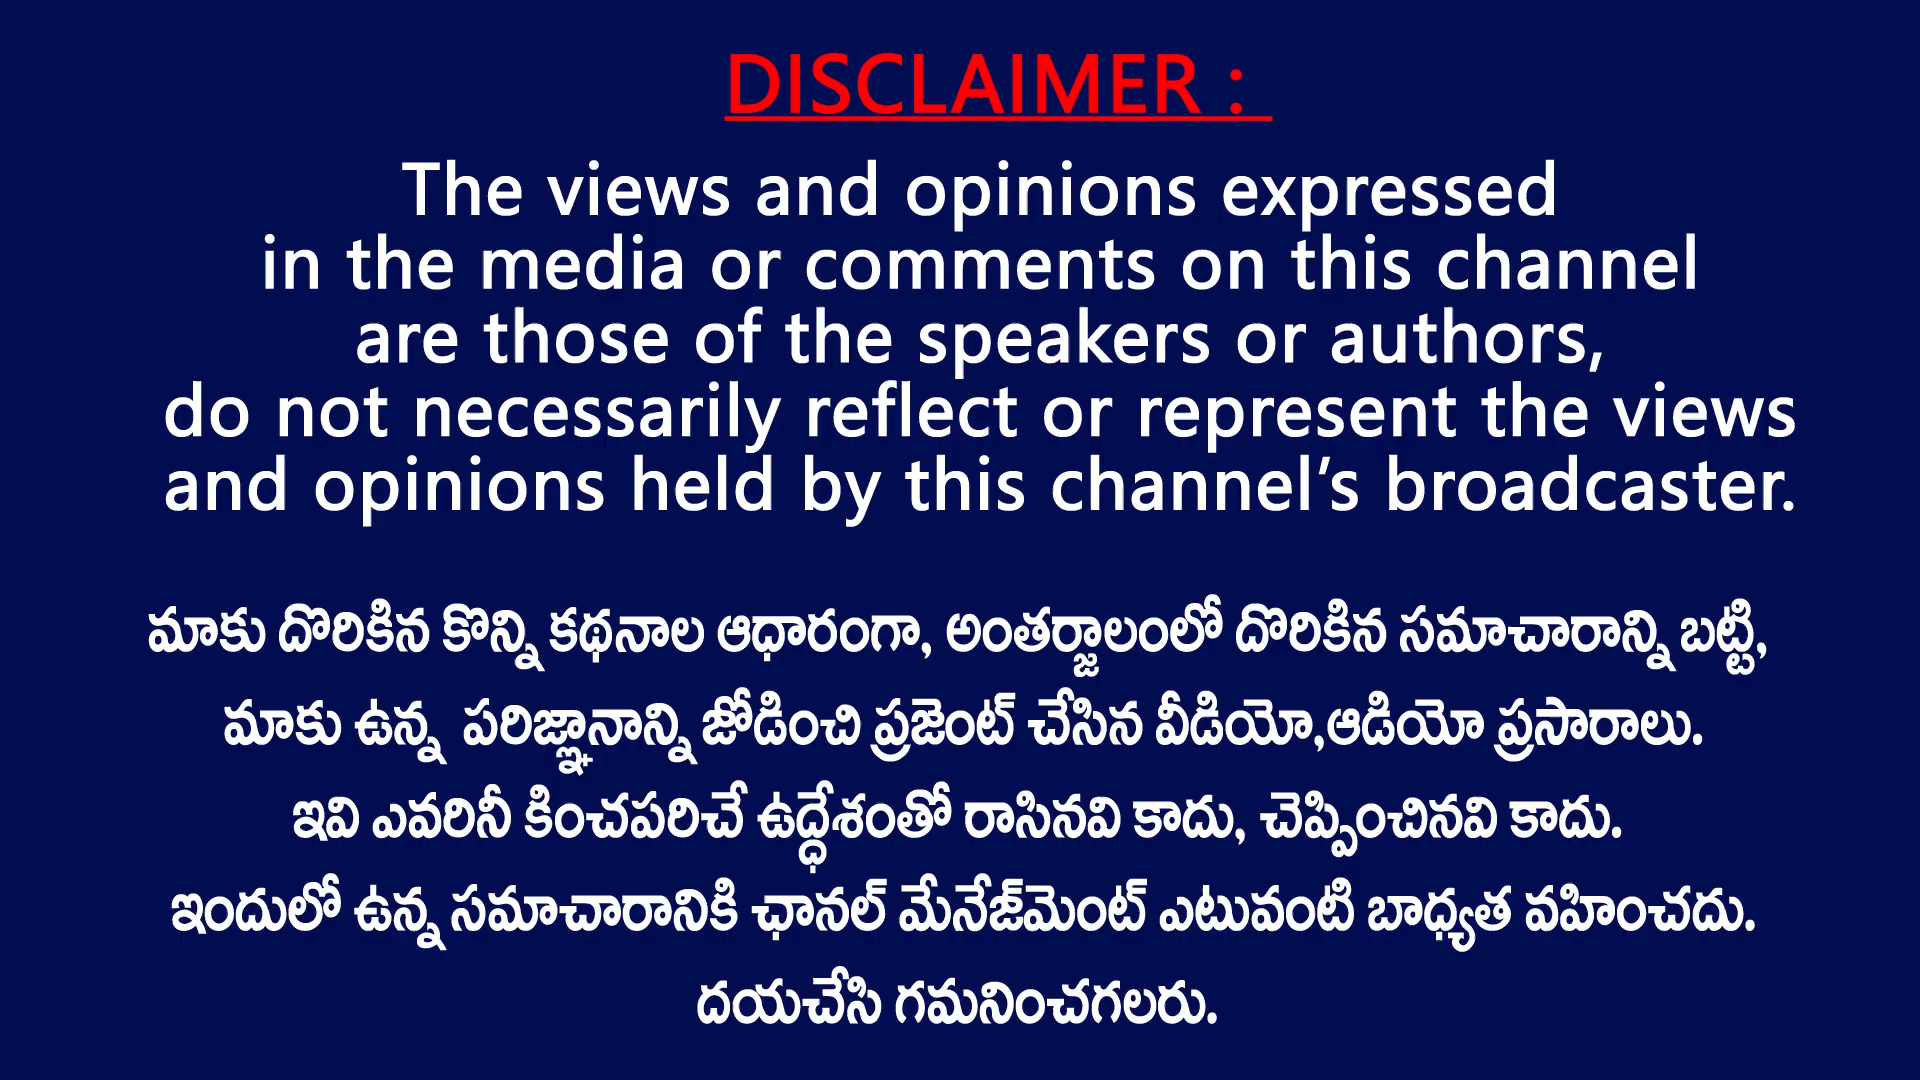 DISCLAIMER :
The views and opinions expressed
in the media or comments on this channel
are those of the speakers or authors,
do not necessarily reflect or represent the views
and opinions held by this channel’s broadcaster.
మాకు దొరికిన కొన్ని కథనాల ఆధారంగా, అంతర్జాలంలో దొరికిన సమాచారాన్ని బట్టి,
మాకు ఉన్న పరిజ్ఞానాన్ని జోడించి ప్రజెంట్ చేసిన వీడియో,ఆడియో ప్రసారాలు.
ఇవి ఎవరినీ కించపరిచే ఉద్ధేశంతో రాసినవి కాదు, చెప్పించినవి కాదు.
ఇందులో ఉన్న సమాచారానికి ఛానల్ మేనేజ్‌మెంట్ ఎటువంటి బాధ్యత వహించదు.
దయచేసి గమనించగలరు.